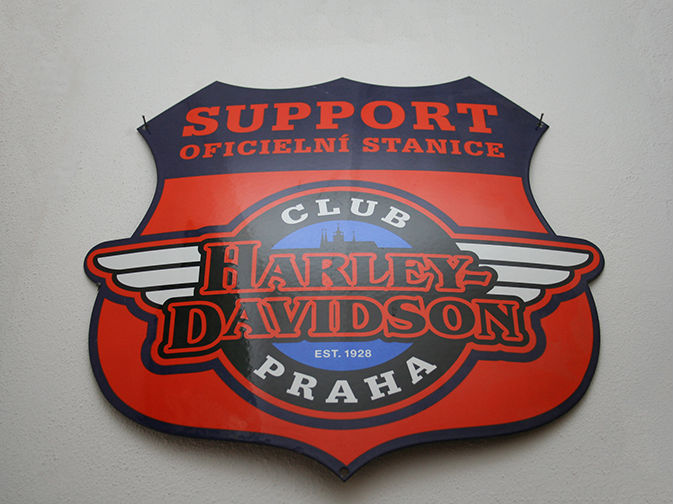 SUPPORT
OFICIELNÍ STANICE
CLUB
HARLEY-
DAVIDSON
EST. 1928
PRAHA